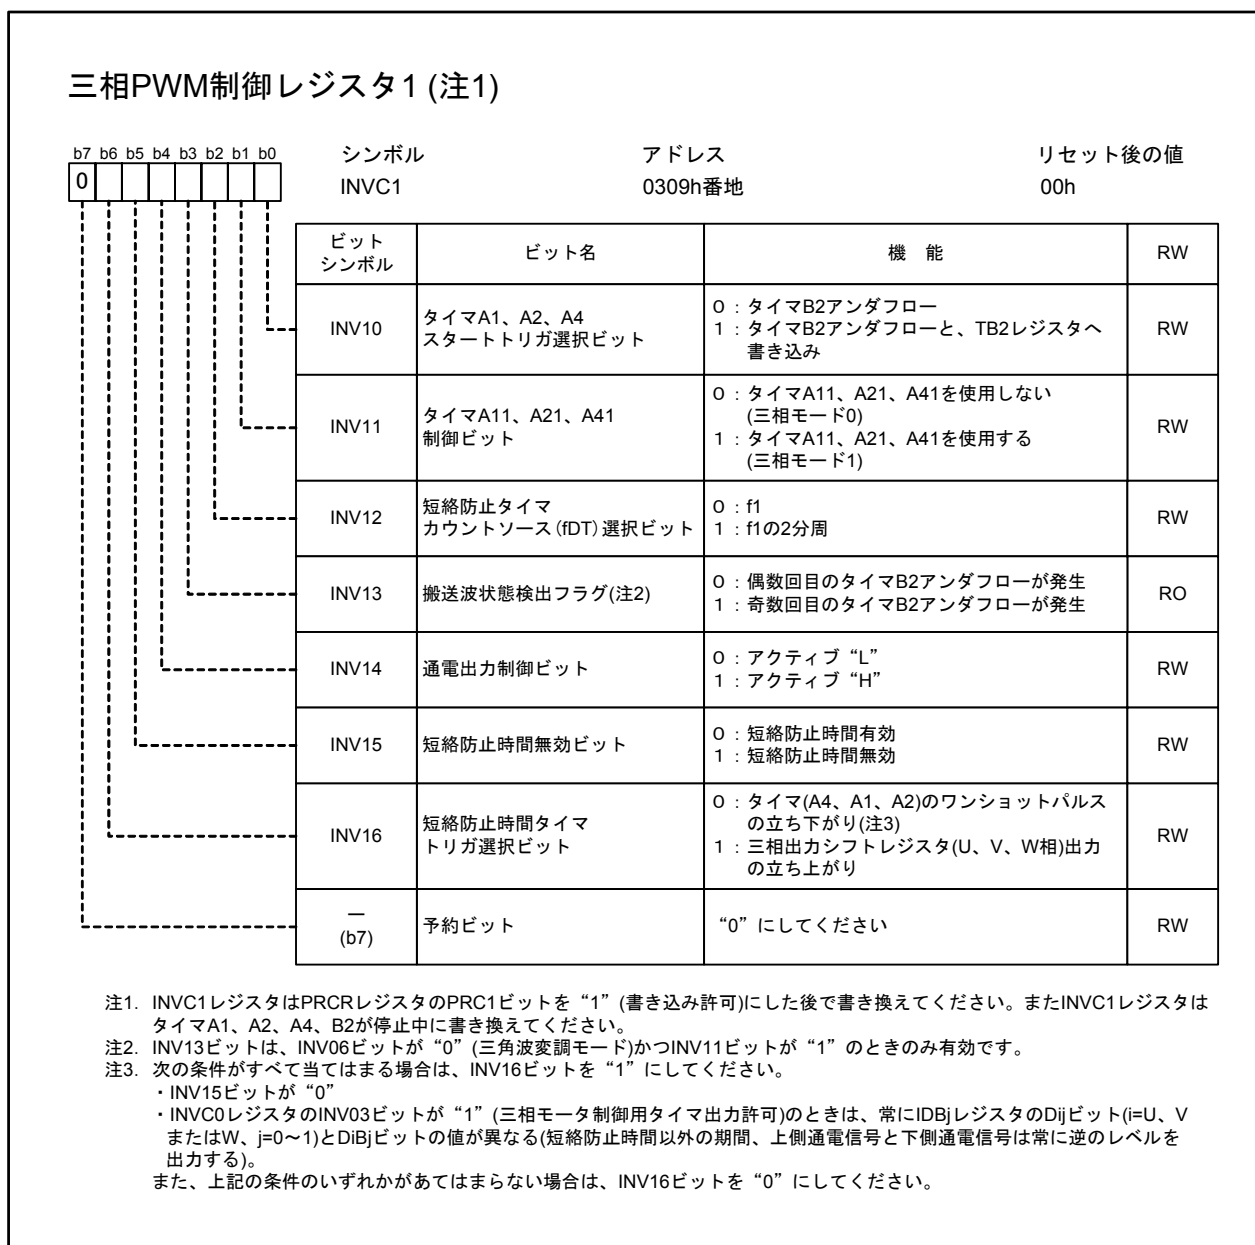 三相PWM制御レジスタ1 (注1)
b7 b6 b5 b4 b3 b2 b1 b0
0
シンボル アドレス リセット後の値
INVC1 0309h番地 00h
ビット
シンボル
ビット名
機 能
RW
INV10
タイマA1、A2、A4
スタートトリガ選択ビット
0：タイマB2アンダフロー
1：タイマB2アンダフローと、TB2レジスタへ
書き込み
RW
INV11
タイマA11、A21、A41
制御ビット
0：タイマA11、A21、A41を使用しない
(三相モード0)
1：タイマA11、A21、A41を使用する
(三相モード1)
RW
INV12
短絡防止タイマ
カウントソース(fDT)選択ビット
0：f1
1：f1の2分周
RW
INV13
搬送波状態検出フラグ(注2)
0：偶数回目のタイマB2アンダフローが発生
1：奇数回目のタイマB2アンダフローが発生
RO
INV14
通電出力制御ビット
0：アクティブ“L”
1：アクティブ“H”
RW
INV15
短絡防止時間無効ビット
0：短絡防止時間有効
1：短絡防止時間無効
RW
INV16
短絡防止時間タイマ
トリガ選択ビット
0：タイマ(A4、A1、A2)のワンショットパルス
の立ち下がり(注3)
1：三相出力シフトレジスタ(U、V、W相)出力
の立ち上がり
RW
—
(b7)
予約ビット
“0”にしてください
RW
注1. INVC1レジスタはPRCRレジスタのPRC1ビットを“1”(書き込み許可)にした後で書き換えてください。またINVC1レジスタは
タイマA1、A2、A4、B2が停止中に書き換えてください。
注2. INV13ビットは、INV06ビットが“0”(三角波変調モード)かつINV11ビットが“1”のときのみ有効です。
注3. 次の条件がすべて当てはまる場合は、INV16ビットを“1”にしてください。
・INV15ビットが“0”
・INVC0レジスタのINV03ビットが“1”(三相モータ制御用タイマ出力許可)のときは、常にIDBjレジスタのDijビット(i=U、V
またはW、j=0～1)とDiBjビットの値が異なる(短絡防止時間以外の期間、上側通電信号と下側通電信号は常に逆のレベルを
出力する)。
また、上記の条件のいずれかがあてはまらない場合は、INV16ビットを“0”にしてください。